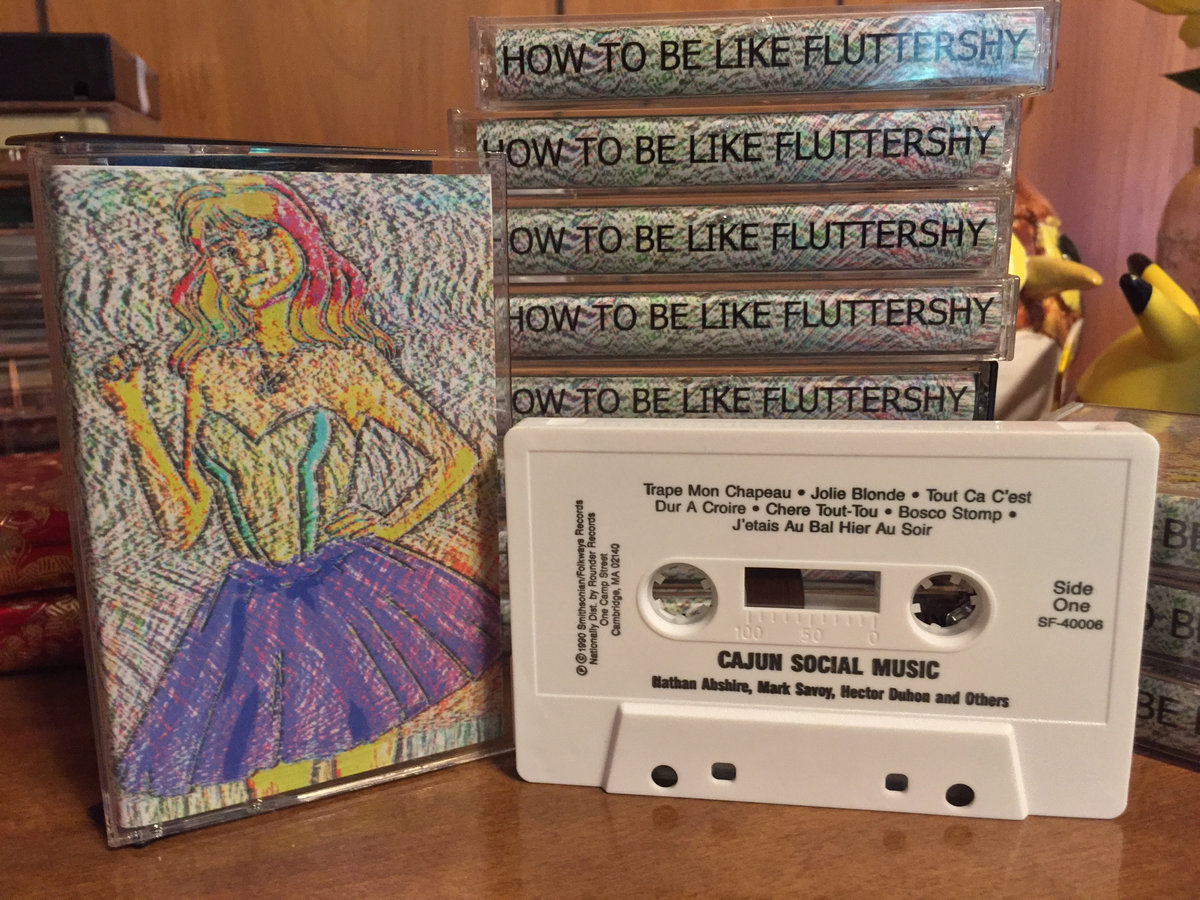 HOW TO BE LIKE FLUTTERSHY
HOW TO BE LIKE FLUTTERSHY
OW TO BE LIKE FLUTTERSHY
HOW TO BE LIKE FLUTTERSHY
OW TO BE LIKE FLUTTERSHY
Trape Mon Chapeau • Jolie Blonde • Tout Ca C'est
Dur A Croire • Chere Tout-Tou • Bosco Stomp •
J'etais Au Bal Hier Au Soir
℗ © 1990 Smithsonian/Folkways Records
Nationally Dist. by Rounder Records
One Camp Street
Cambridge, MA 02140
Side
One
SF-40006
100 50 0
CAJUN SOCIAL MUSIC
Nathan Abshire, Mark Savoy, Hector Duhon and Others
BE